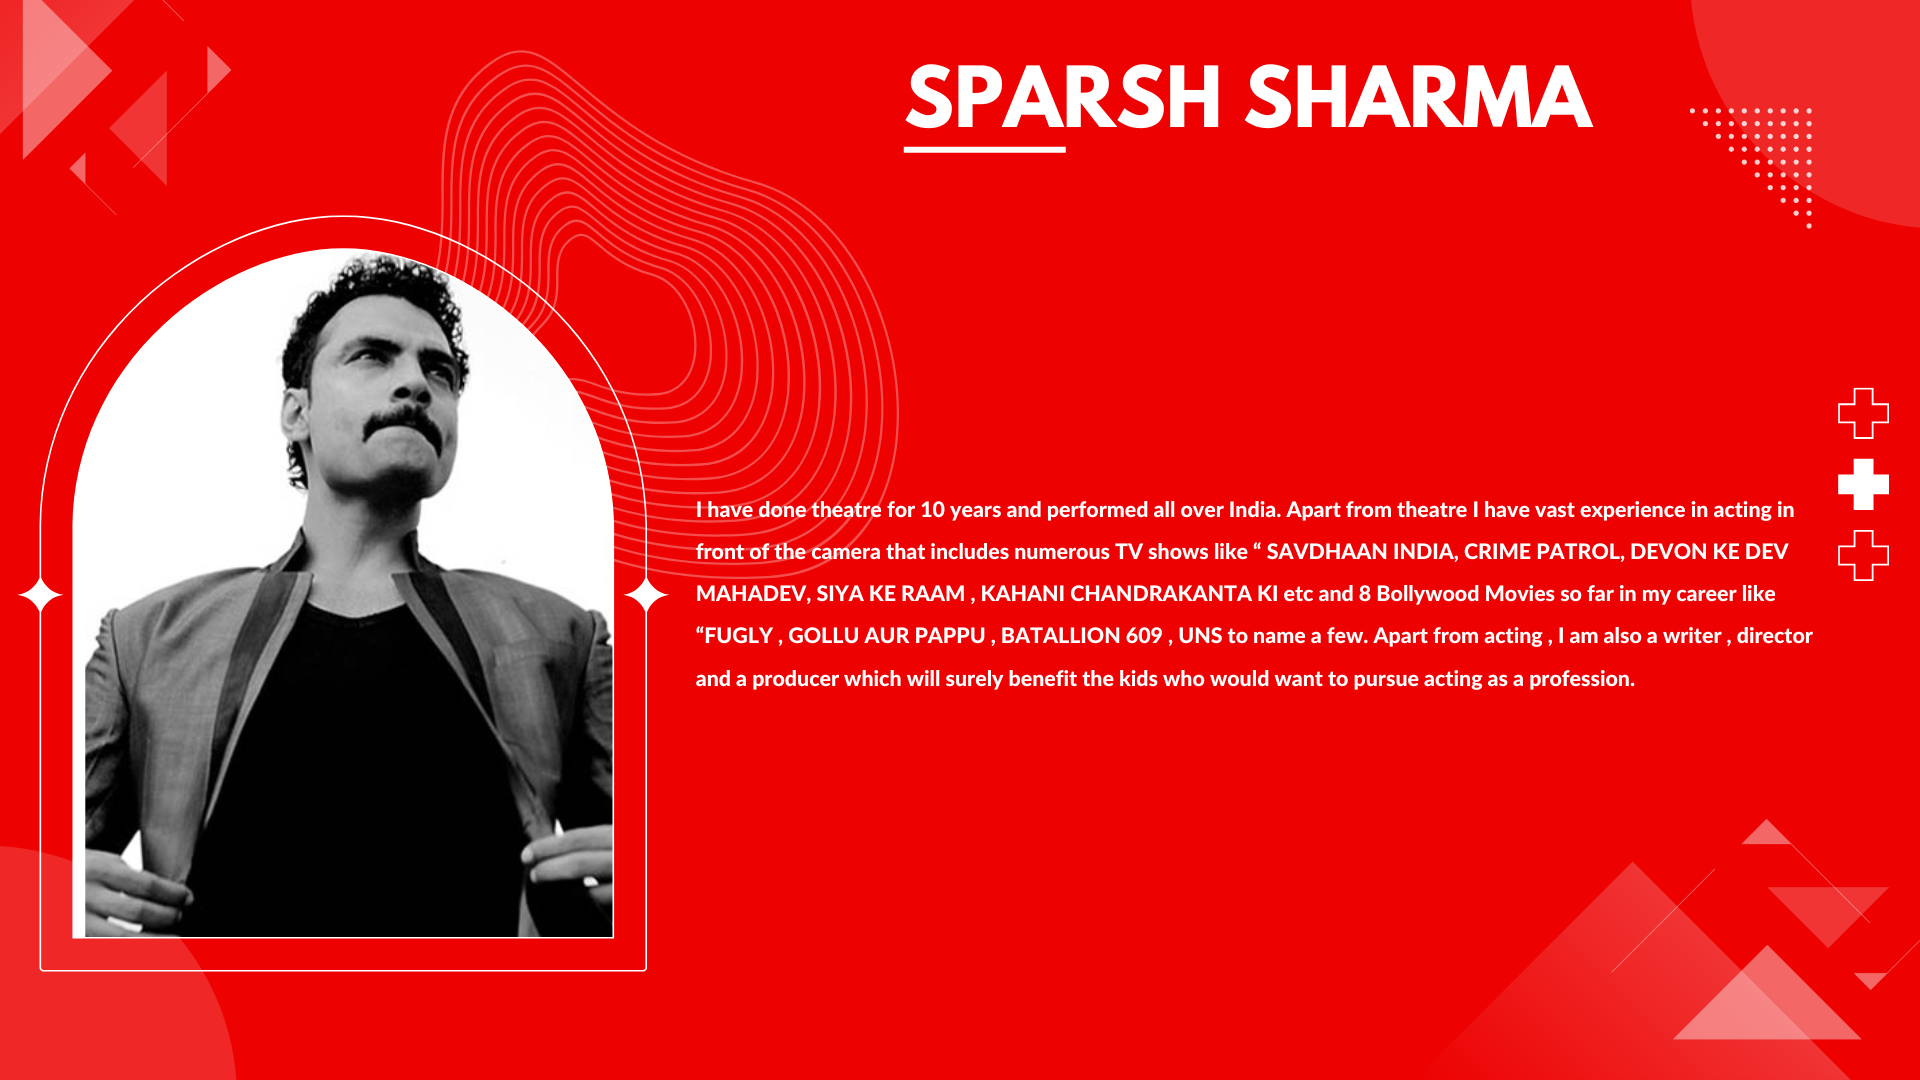 SPARSH SHARMA
I have done theatre for 10 years and performed all over India. Apart from theatre I have vast experience in acting in
front of the camera that includes numerous TV shows like “ SAVDHAAN INDIA, CRIME PATROL, DEVON KE DEV
MAHADEV, SIYA KE RAAM , KAHANI CHANDRAKANTA KI etc and 8 Bollywood Movies so far in my career like
“FUGLY , GOLLU AUR PAPPU , BATALLION 609 , UNS to name a few. Apart from acting , I am also a writer , director
and a producer which will surely benefit the kids who would want to pursue acting as a profession.